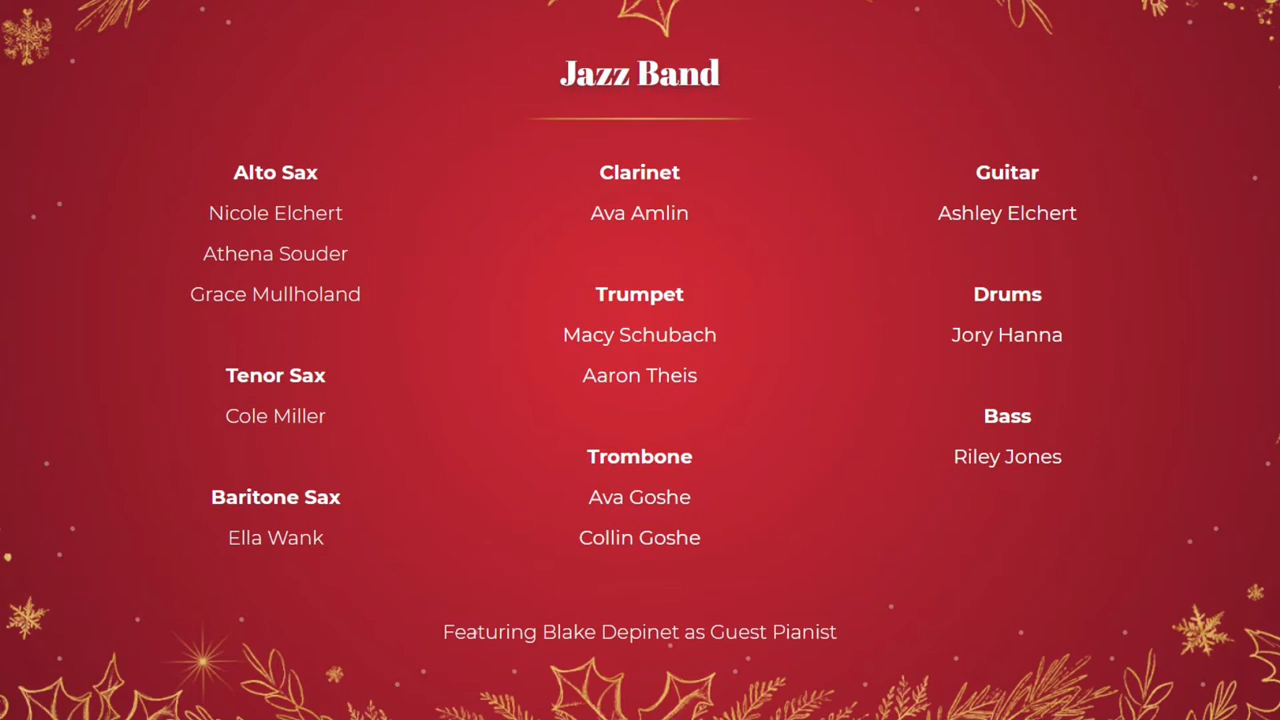 Jazz Band
Alto Sax
Nicole Elchert
Athena Souder
Grace Mullholand
Tenor Sax
Cole Miller
Baritone Sax
Ella Wank
Clarinet
Ava Amlin
Trumpet
Macy Schubach
Aaron Theis
Trombone
Ava Goshe
Collin Goshe
Guitar
Ashley Elchert
Drums
Jory Hanna
Bass
Riley Jones
Featuring Blake Depinet as Guest Pianist